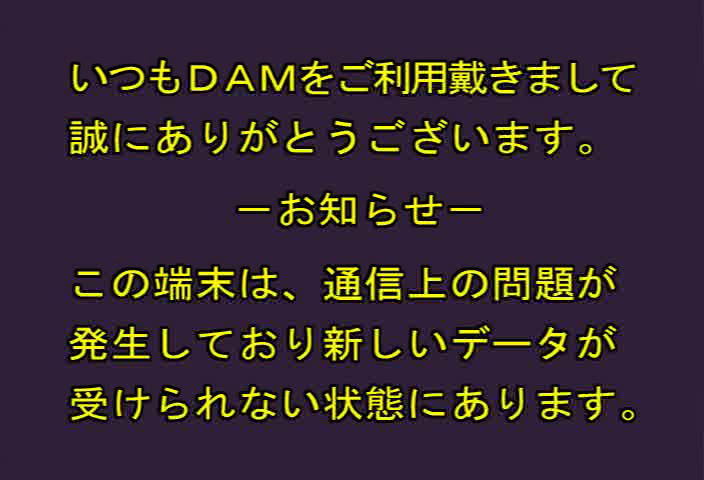 いつもＤＡＭをご利用戴きまして
誠にありがとうございます。
－お知らせ－
この端末は、通信上の問題が
発生しており新しいデータが
受けられない状態にあります。